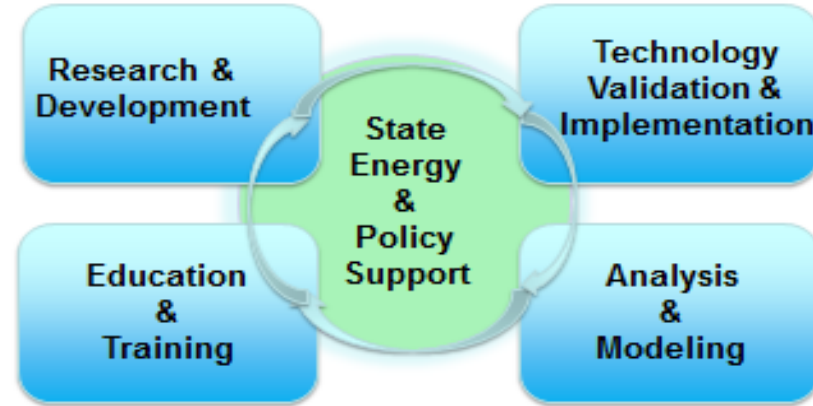 Research &
Development
Technology
Validation &
Implementation
State
Energy
&
Policy
Support
Education
&
Training
Analysis
&
Modeling